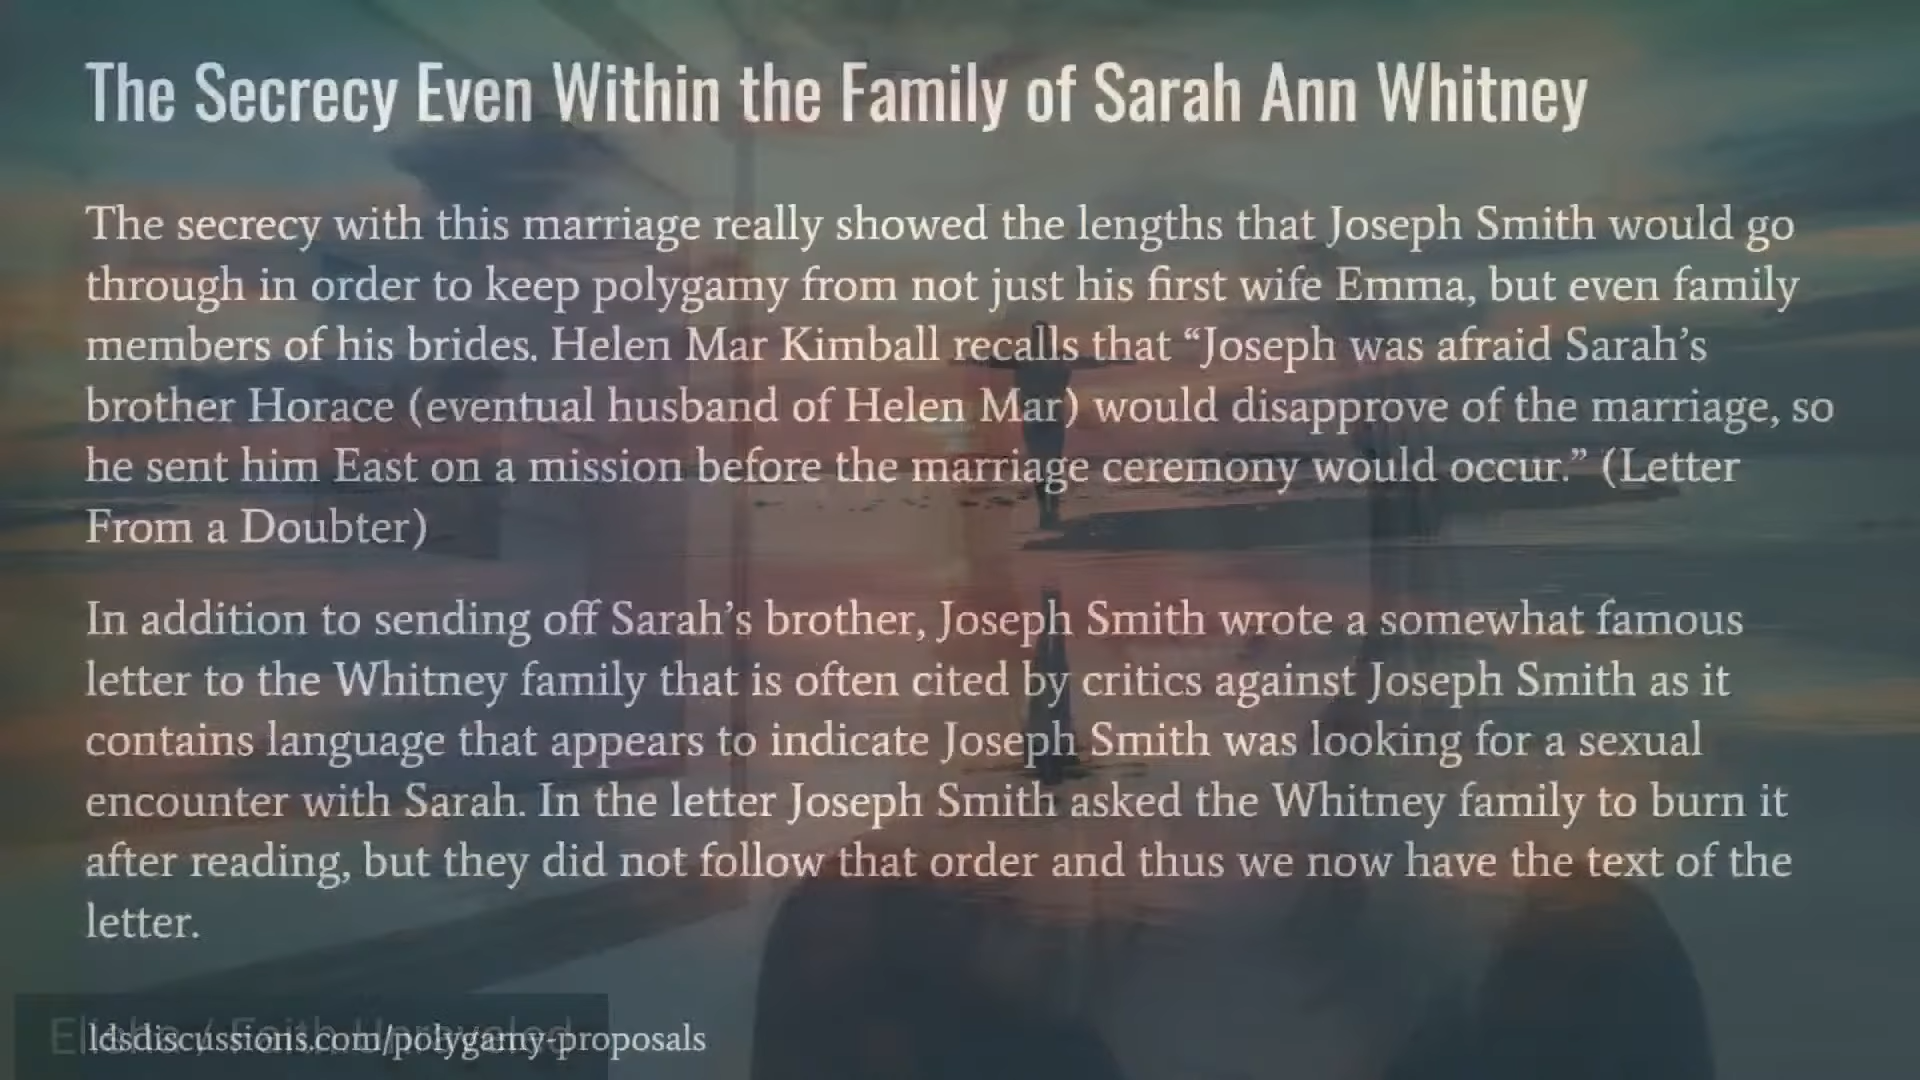 The Secrecy Even Within the Family of Sarah Ann Whitney
The secrecy with this marriage really showed the lengths that Joseph Smith would go
through in order to keep polygamy from not just his first wife Emma, but even family
members of his brides. Helen Mar Kimball recalls that “Joseph was afraid Sarah’s
brother Horace (eventual husband of Helen Mar) would disapprove of the marriage, so
he sent him East on a mission before the marriage ceremony would occur.” (Letter
From a Doubter)
In addition to sending off Sarah’s brother, Joseph Smith wrote a somewhat famous
letter to the Whitney family that is often cited by critics against Joseph Smith as it
contains language that appears to indicate Joseph Smith was looking for a sexual
encounter with Sarah. In the letter Joseph Smith asked the Whitney family to burn it
after reading, but they did not follow that order and thus we now have the text of the
letter.
ldsdiscussions.com/polygamy-proposals